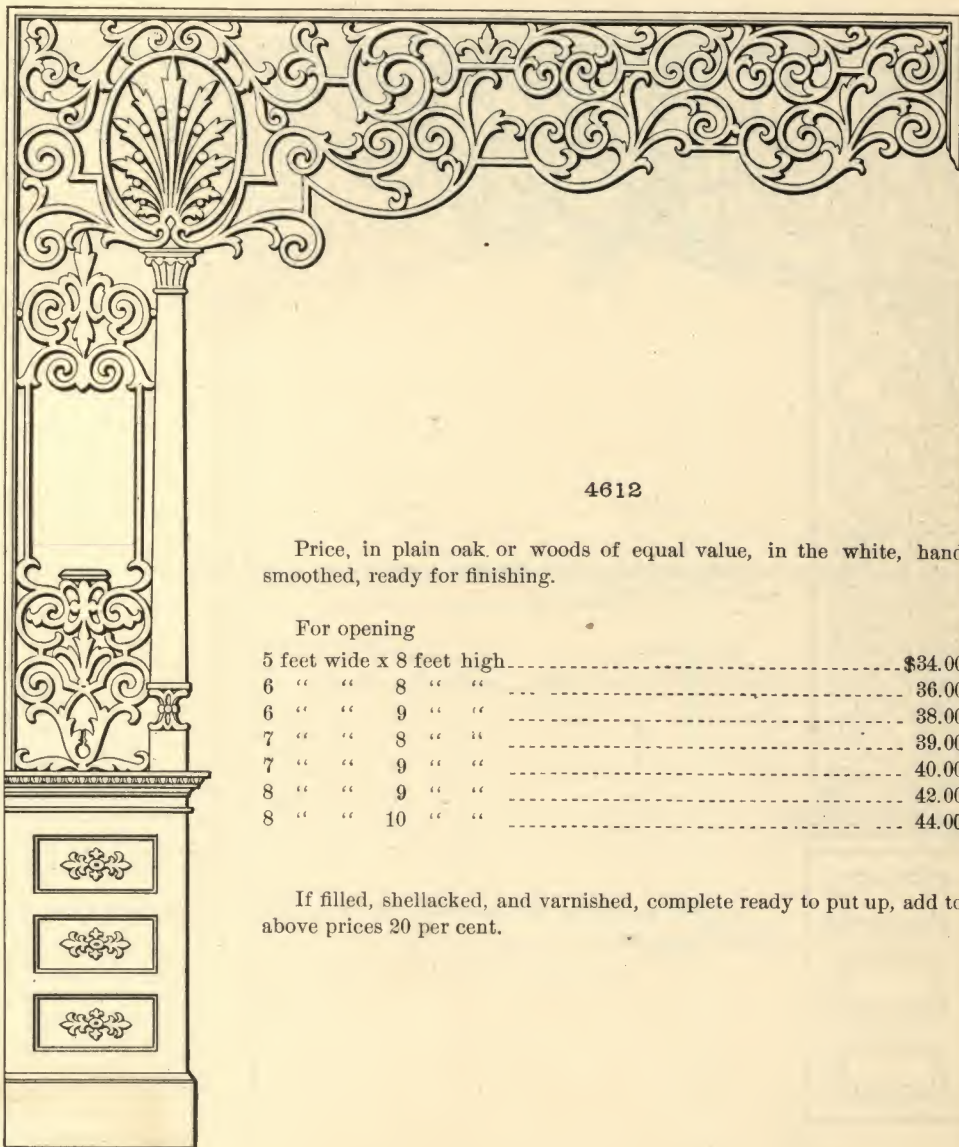 4612
Price, in plain oak. or woods of equal value, in the white, hand
smoothed, ready for finishing.
For opening
5 feet wide x 8 feet high $34.00
6 “ “ 8 “ “ 36.00
6 “ “ 9 “ “ 38.00
7 “ “ 8 “ “ 39.00
7 “ “ 9 “ “ 40.00
8 “ “ 9 “ “ 42.00
8 “ “ 10 “ “ 44.00
If filled, shellacked, and varnished, complete ready to put up, add to
above prices 20 per cent.